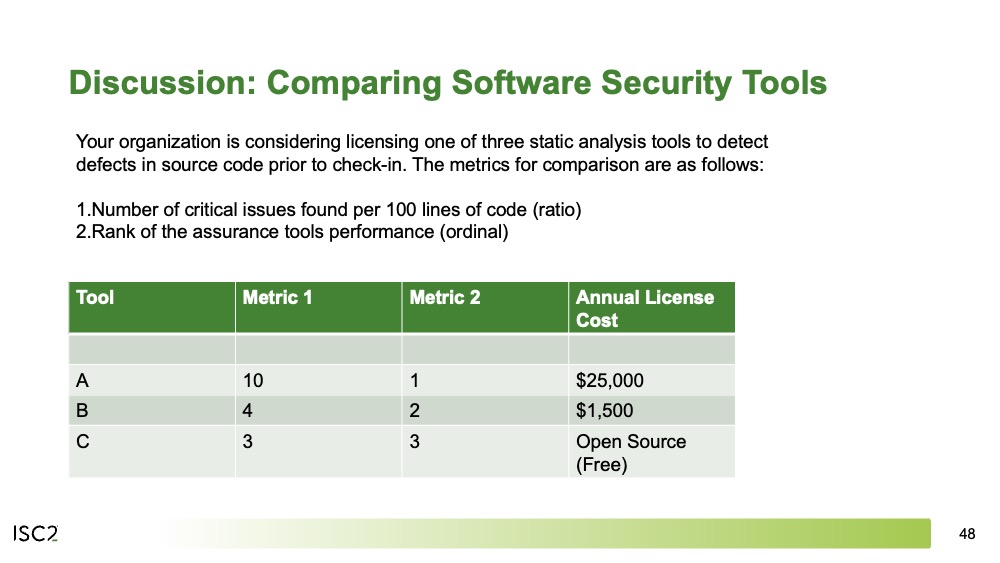 Discussion: Comparing Software Security Tools
Your organization is considering licensing one of three static analysis tools to detect
defects in source code prior to check-in. The metrics for comparison are as follows:
1.Number of critical issues found per 100 lines of code (ratio)
2.Rank of the assurance tools performance (ordinal)
Tool Metric 1 Metric 2 Annual License
Cost
A 10 1 $25,000
B 4 2 $1,500
C 3 3 Open Source
(Free)
ISC2 48